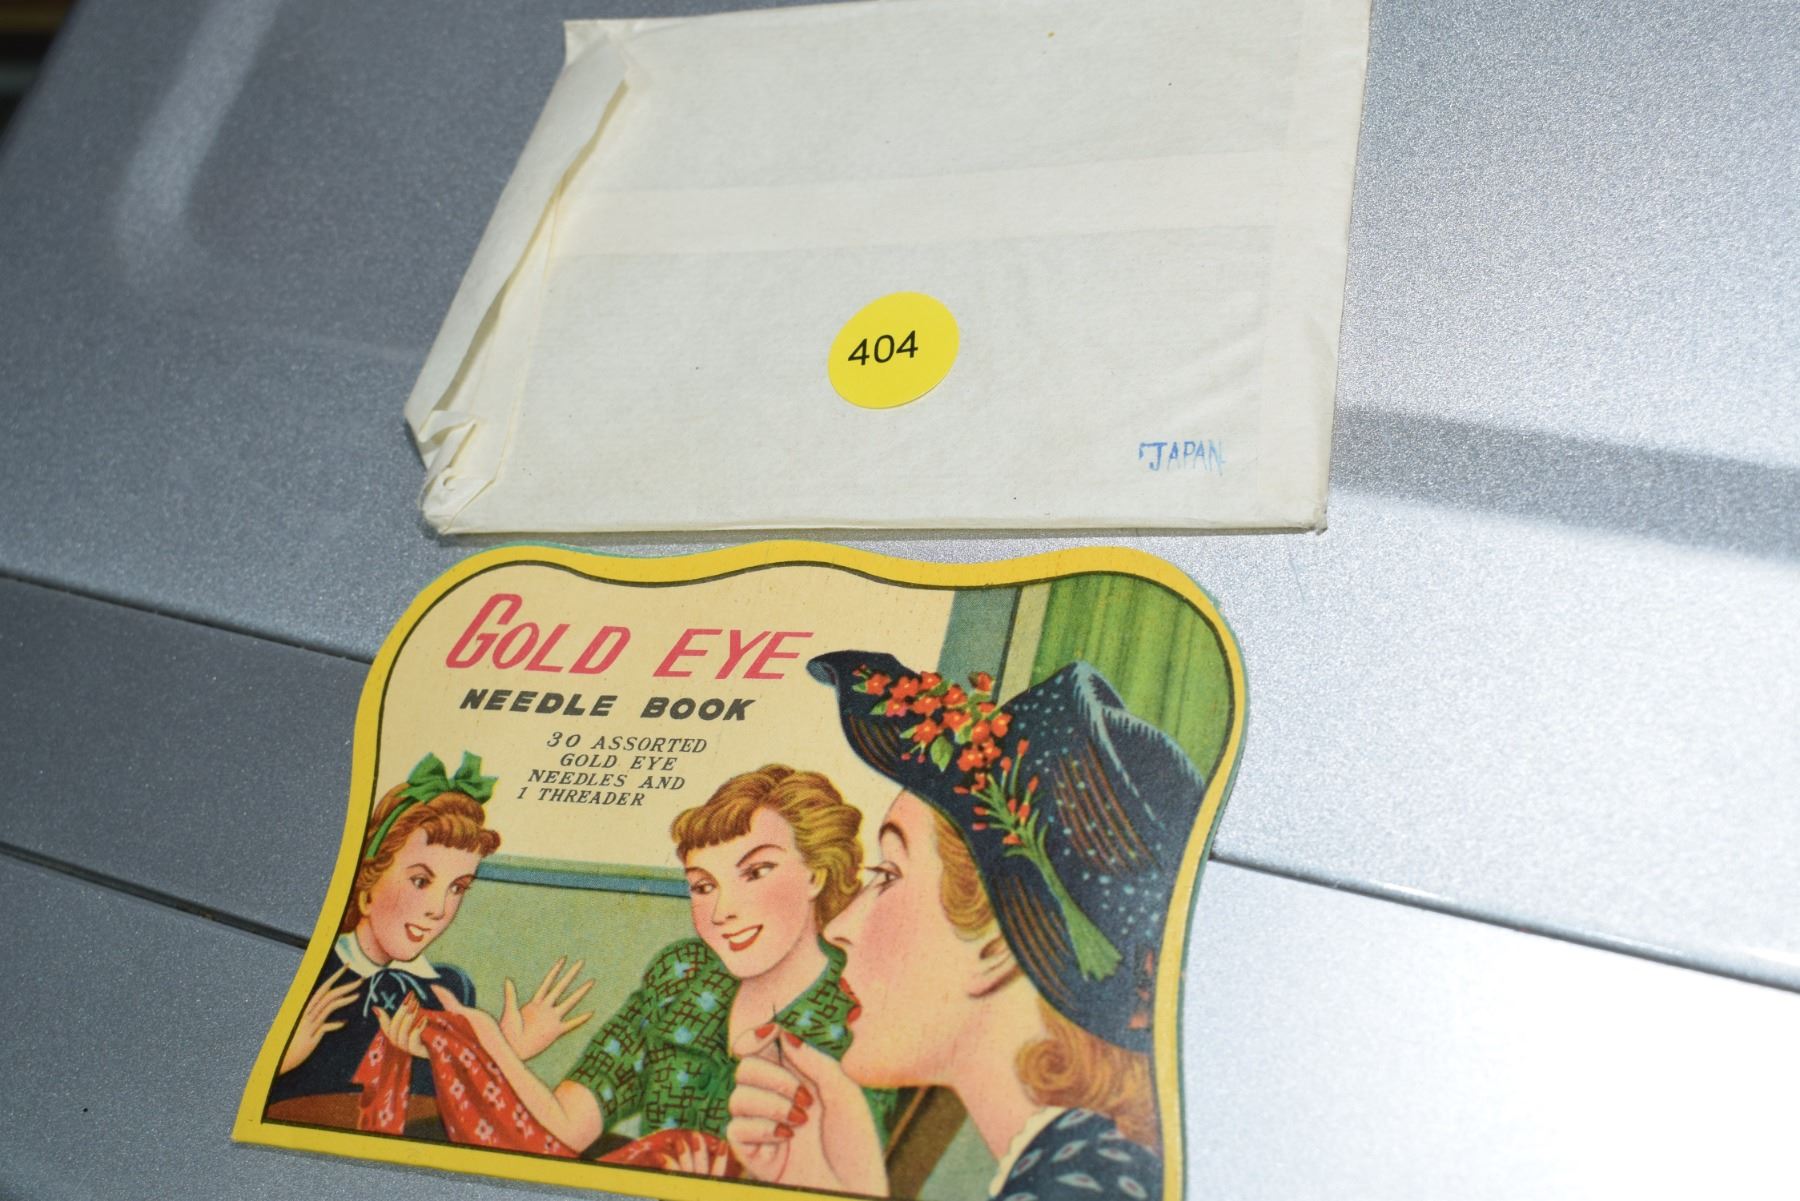 404
JAPAN
GOLD EYE
NEEDLE BOOK
30 ASSORTED
GOLD EYE
NEEDLES AND
1 THREADER